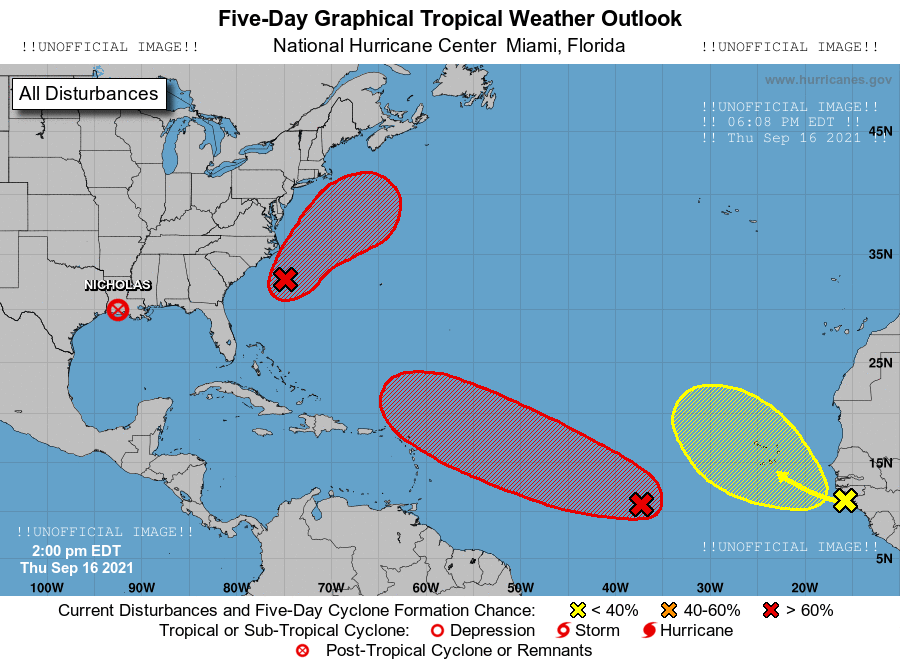 Five-Day Graphical Tropical Weather Outlook
!!UNOFFICIAL IMAGE!!
National Hurricane Center  Miami, Florida
!!UNOFFICIAL IMAGE!!
www.hurricanes.gov
All Disturbances
!!UNOFFICIAL IMAGE!!
!! 06:08 PM EDT !!
!! Thu Sep 16 2021 !!
45N
35N
NICHOLAS
25N
15N
!!UNOFFICIAL IMAGE!!
2:00 pm EDT
Thu Sep 16 2021
!!UNOFFICIAL IMAGE!!
5N
100W 90W 80W 70W 60W 50W 40W 30W 20W
Current Disturbances and Five-Day Cyclone Formation Chance: < 40% 40-60% > 60%
Tropical or Sub-Tropical Cyclone: Depression Storm Hurricane
Post-Tropical Cyclone or Remnants